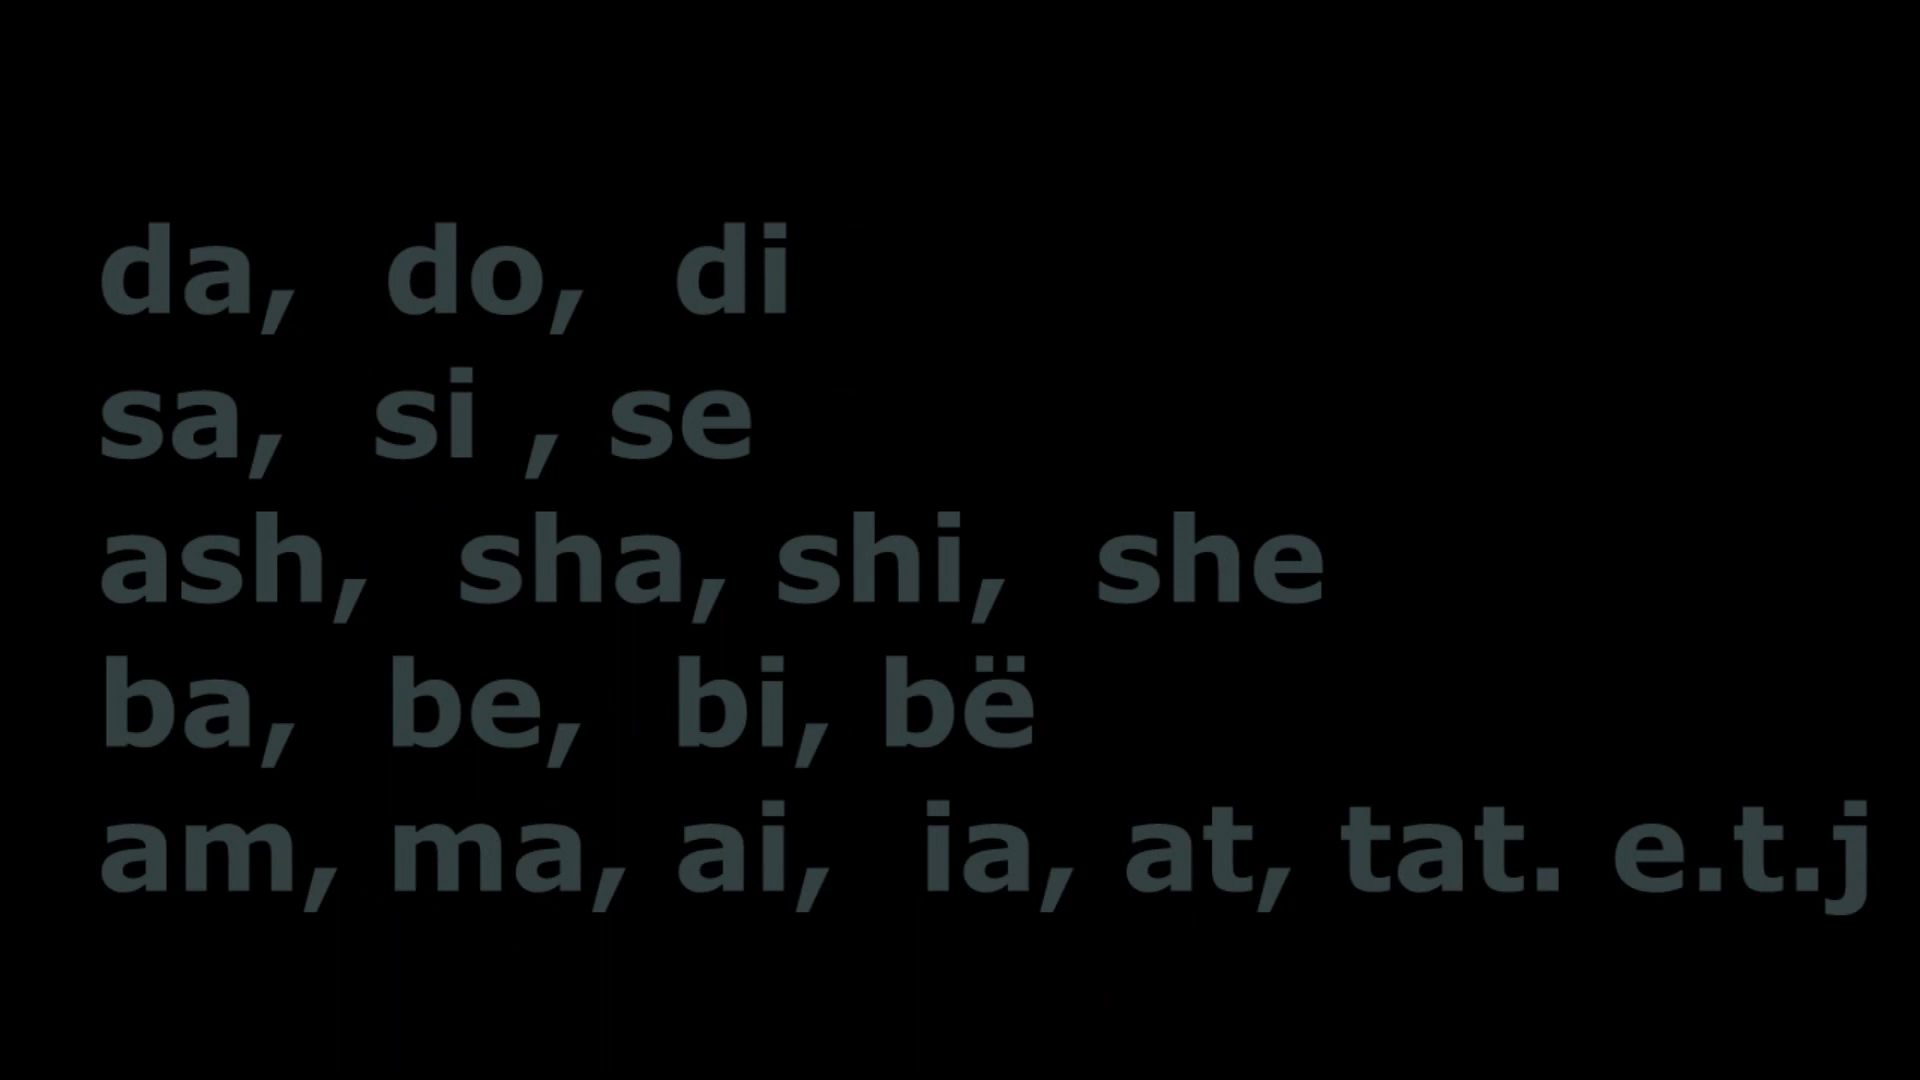 da, do, di
sa, si , se
ash, sha, shi, she
ba, be, bi, bë
am, ma, ai, ia, at, tat. e.t.j